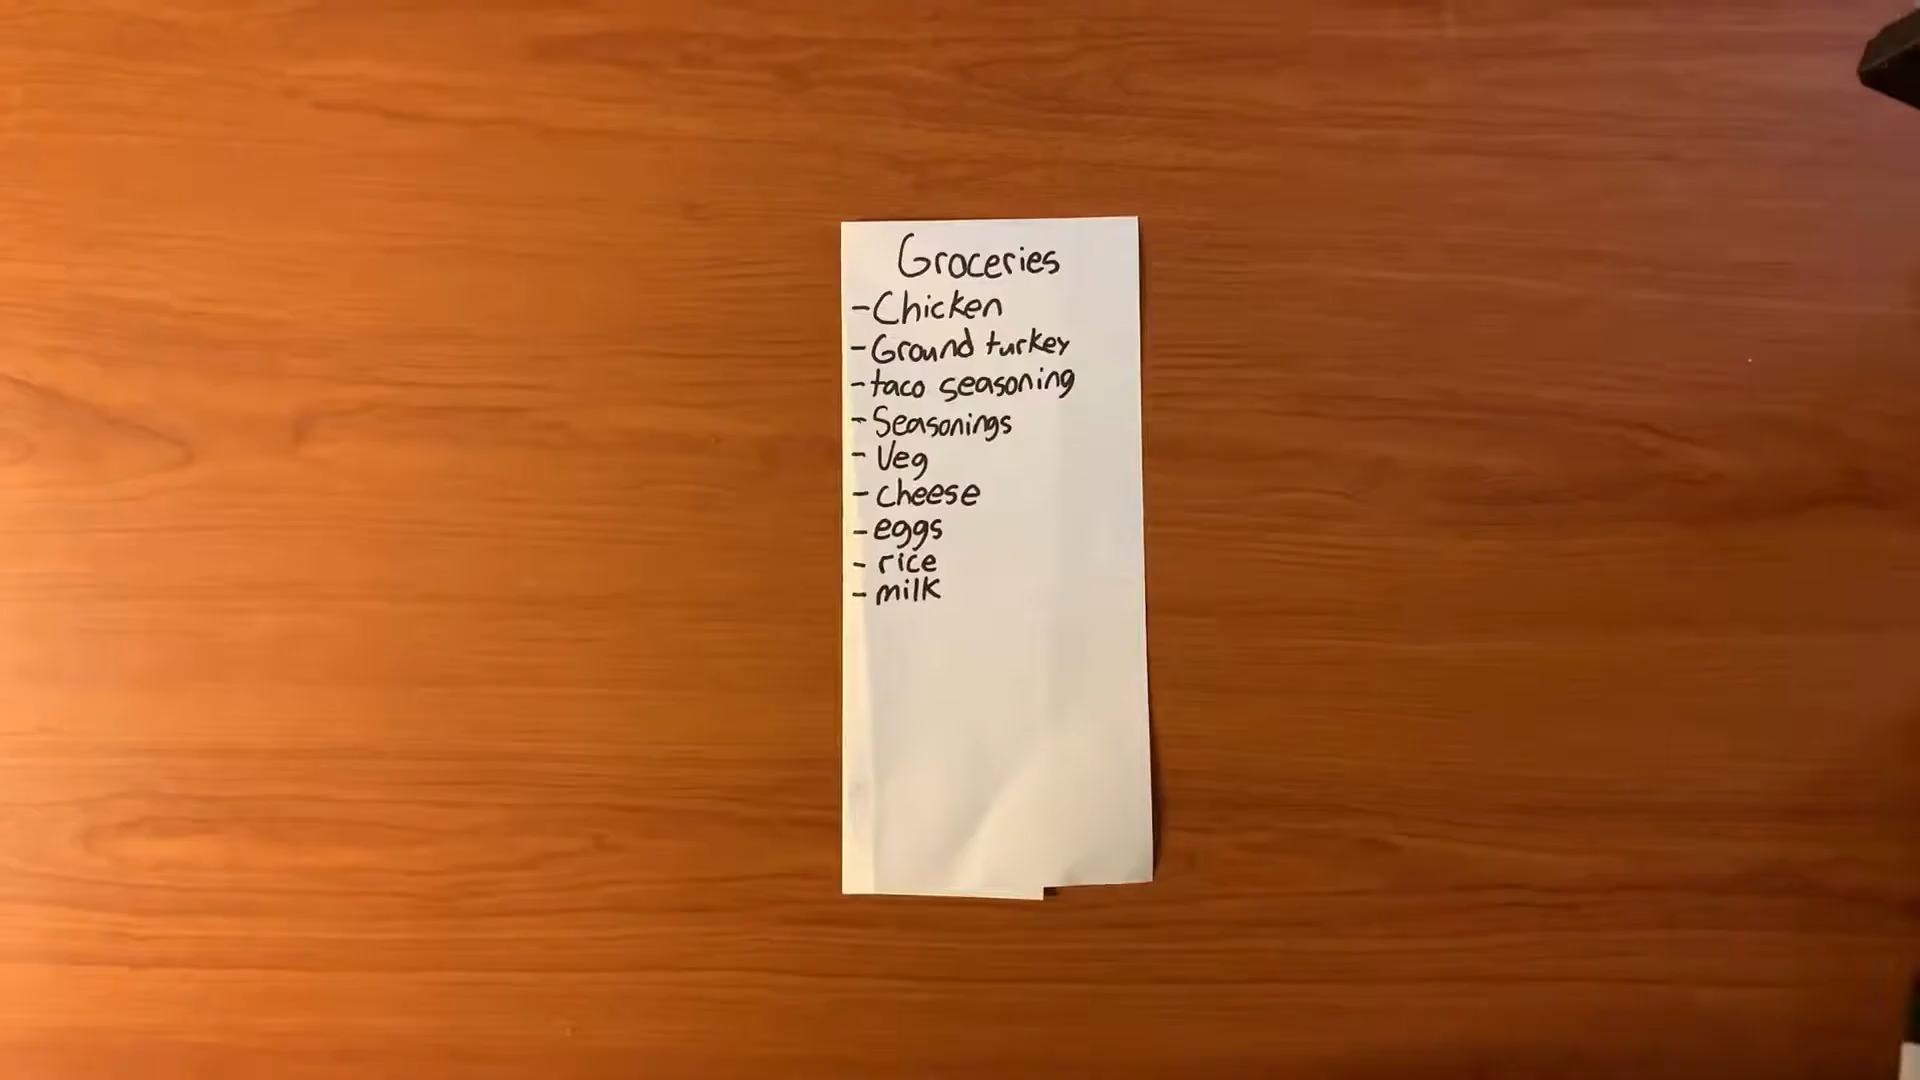 Groceries
-Chicken
-Ground turkey
-taco seasoning
-Seasonings
-Veg
-cheese
-eggs
-rice
-milk